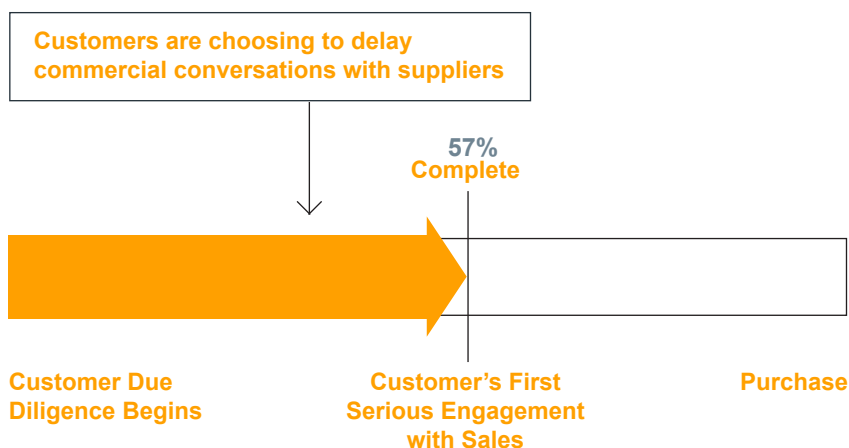 Customers are choosing to delay
commercial conversations with suppliers
57%
Complete
Customer Due
Diligence Begins
Customer’s First
Serious Engagement
with Sales
Purchase